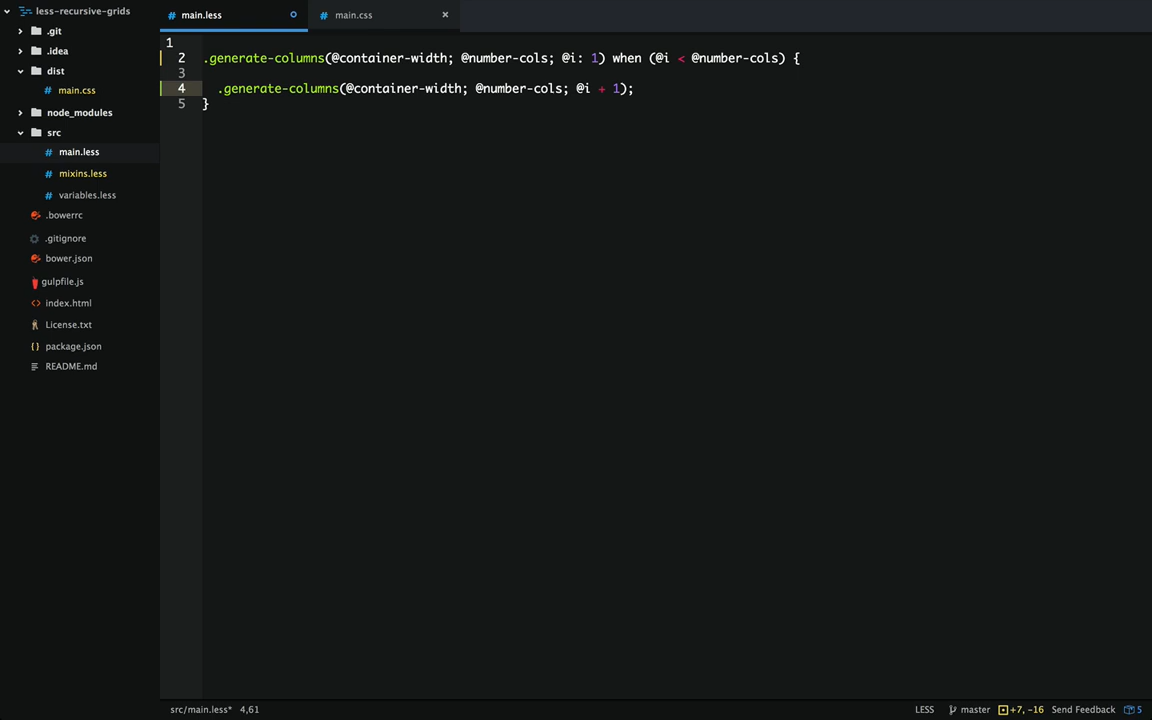 less-recursive-grids
.git
.idea
dist
main.css
node_modules
src
main.less
mixins.less
variables.less
.bowerrc
.gitignore
bower.json
gulpfile.js
index.html
License.txt
package.json
README.md
main.less
main.css
×
1
2 .generate-columns(@container-width; @number-cols; @i: 1) when (@i < @number-cols) {
3
4 .generate-columns(@container-width; @number-cols; @i + 1);
5 }
src/main.less* 4,61
LESS master +7, -16 Send Feedback 5